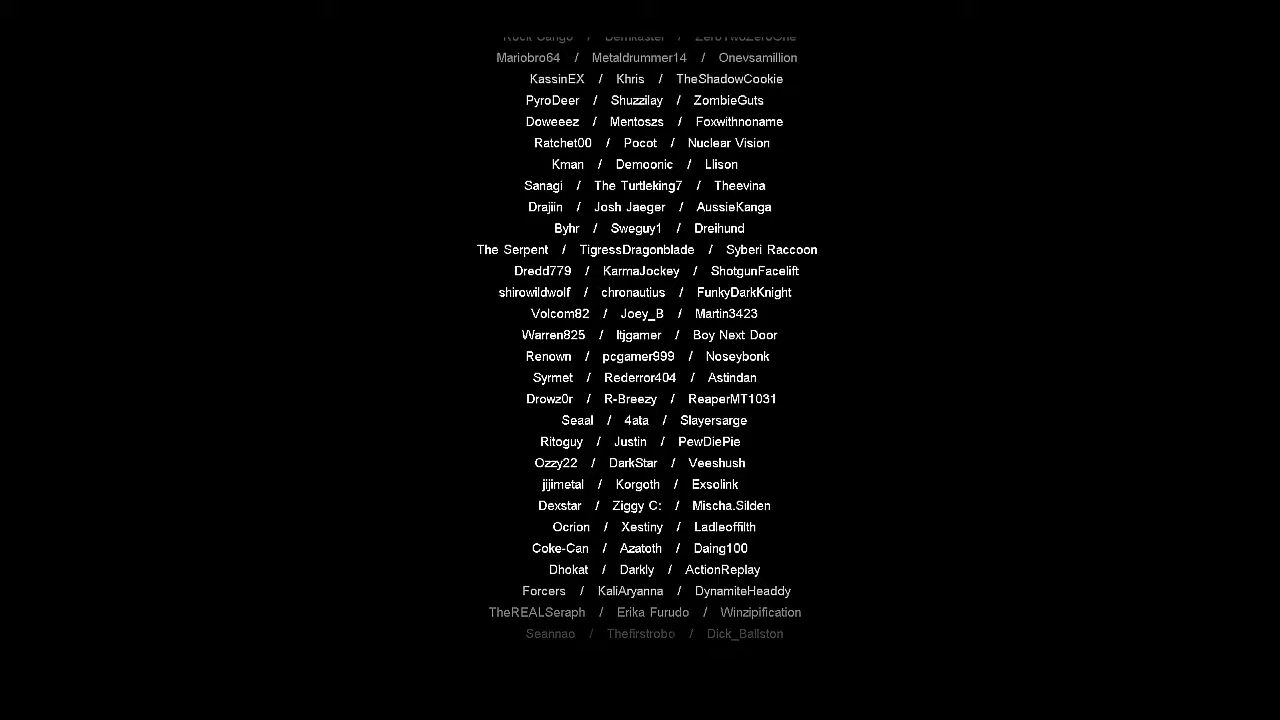 Mariobro64 / Metaldrummer14 / Onevsamillion
KassinEX / Khris / TheShadowCookie
PyroDeer / Shuzzilay / ZombieGuts
Doweeez / Mentoszs / Foxwithnoname
Ratchet00 / Pocot / Nuclear Vision
Kman / Demoonic / Llison
Sanagi / The Turtleking7 / Theevina
Drajiin / Josh Jaeger / AussieKanga
Byhr / Sweguy1 / Dreihund
The Serpent / TigressDragonblade / Syberi Raccoon
Dredd779 / KarmaJockey / ShotgunFacelift
shirowildwolf / chronautius / FunkyDarkKnight
Volcom82 / Joey_B / Martin3423
Warren825 / ltjgamer / Boy Next Door
Renown / pcgamer999 / Noseybonk
Syrmet / Rederror404 / Astindan
Drowz0r / R-Breezy / ReaperMT1031
Seaal / 4ata / Slayersarge
Ritoguy / Justin / PewDiePie
Ozzy22 / DarkStar / Veeshush
jijimetal / Korgoth / Exsolink
Dexstar / Ziggy C: / Mischa.Silden
Ocrion / Xestiny / Ladleoffilth
Coke-Can / Azatoth / Daing100
Dhokat / Darkly / ActionReplay
Forcers / KaliAryanna / DynamiteHeaddy
TheREALSeraph / Erika Furudo / Winzipification
Seannao / Thefirstrobo / Dick_Ballston